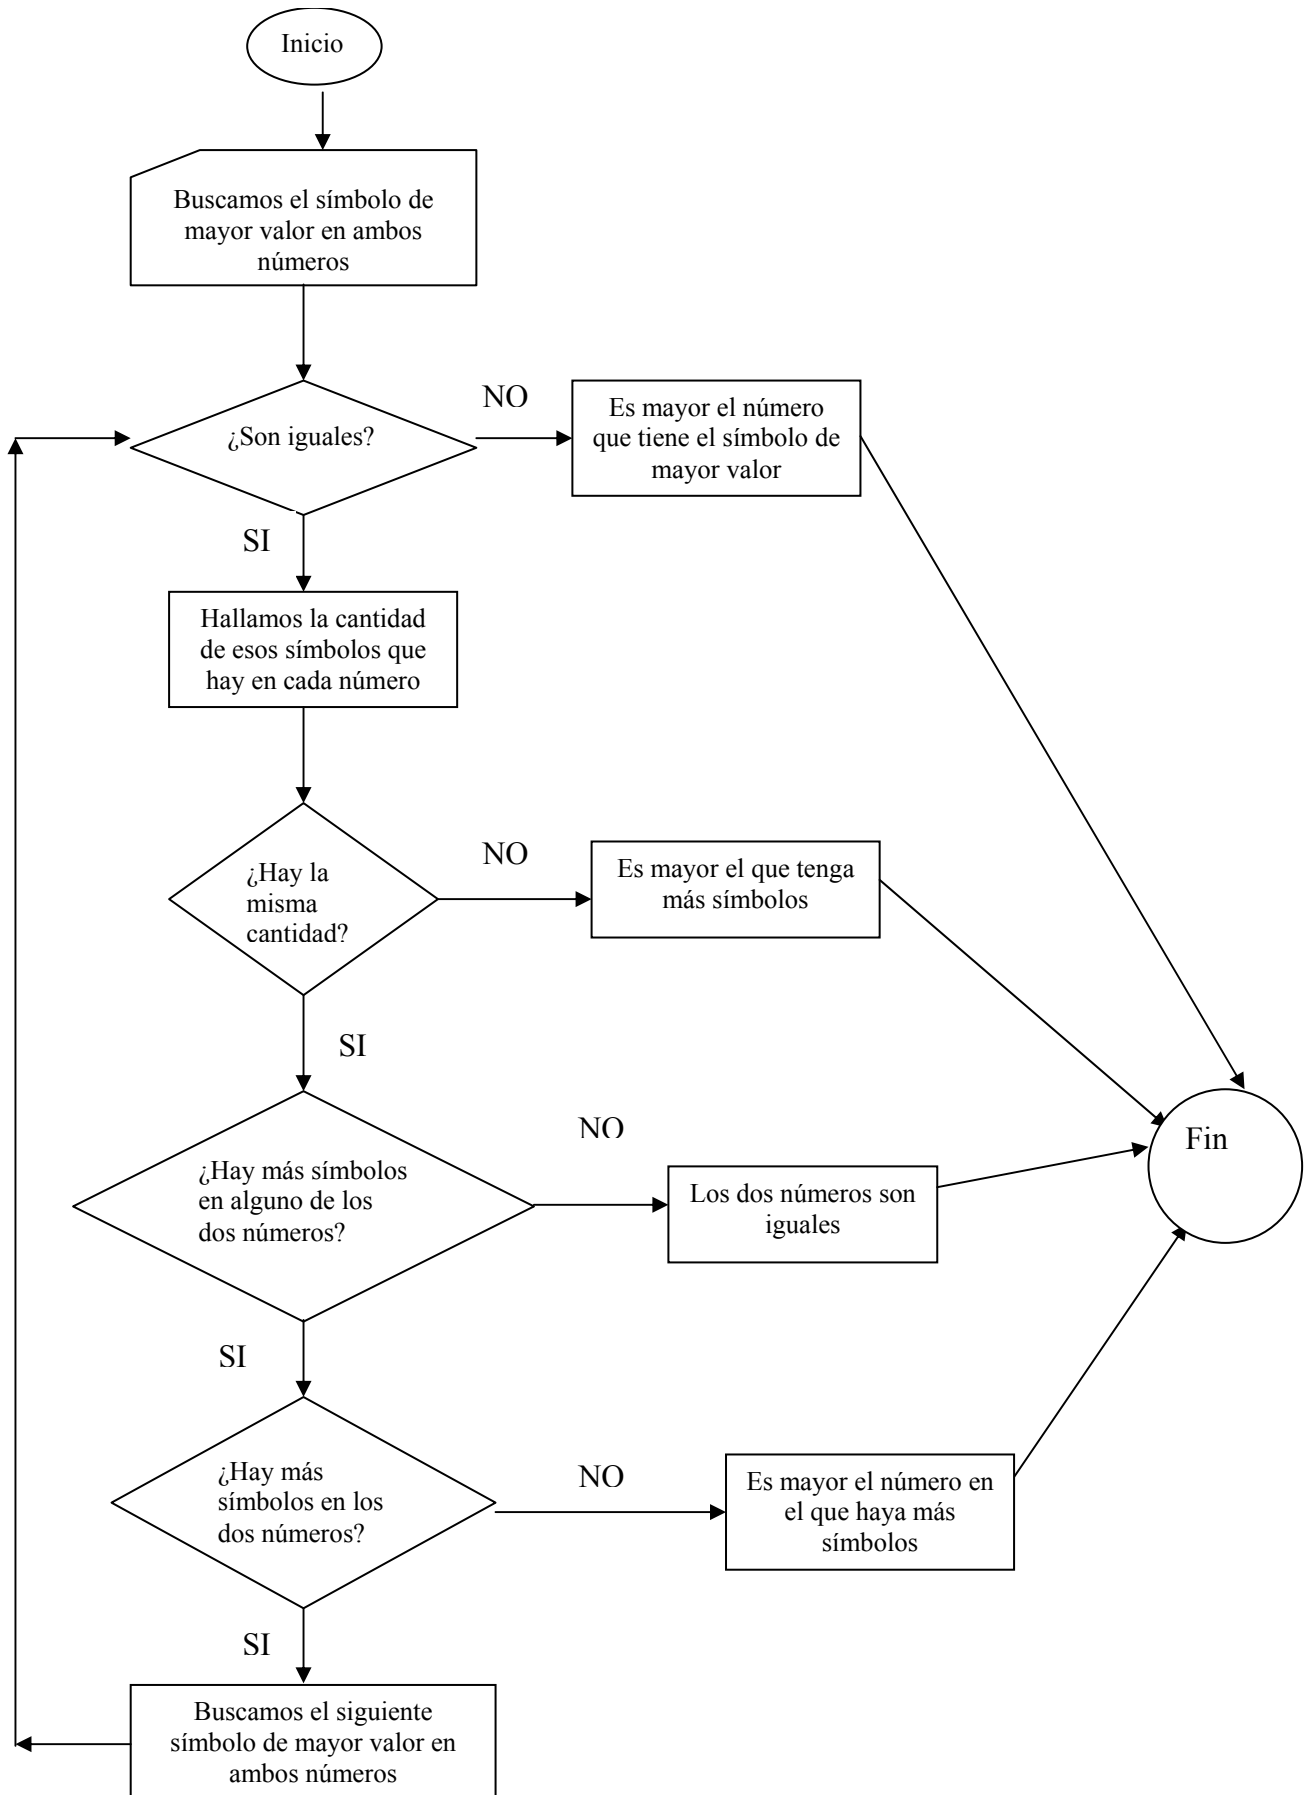 Inicio
Buscamos el símbolo de
mayor valor en ambos
números
¿Son iguales?
NO
Es mayor el número
que tiene el símbolo de
mayor valor
SI
Hallamos la cantidad
de esos símbolos que
hay en cada número
¿Hay la
misma
cantidad?
NO
Es mayor el que tenga
más símbolos
SI
¿Hay más símbolos
en alguno de los
dos números?
NO
Los dos números son
iguales
Fin
SI
¿Hay más
símbolos en los
dos números?
NO
Es mayor el número en
el que haya más
símbolos
SI
Buscamos el siguiente
símbolo de mayor valor en
ambos números